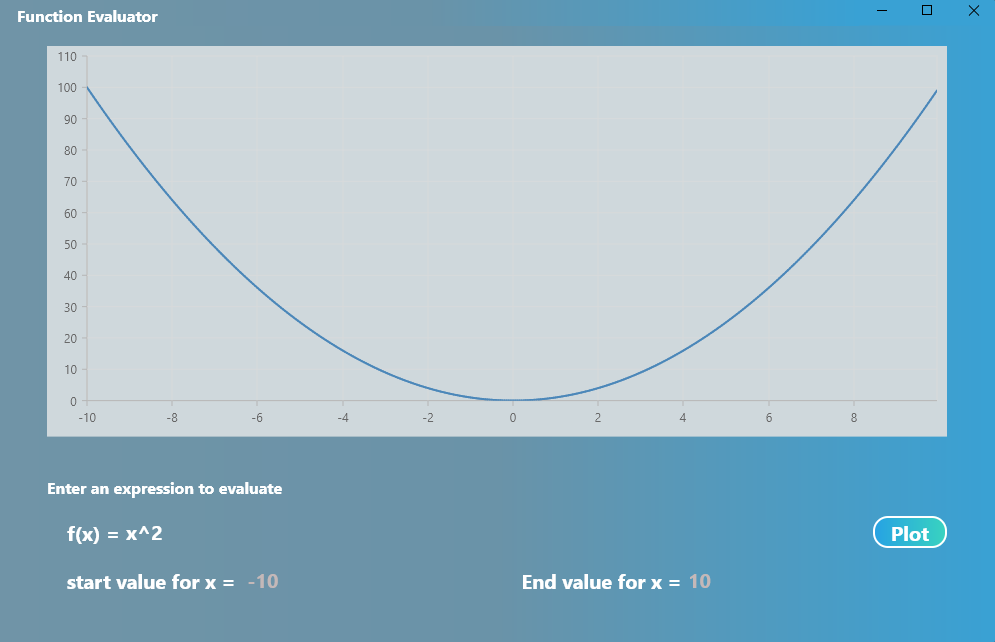 Function Evaluator
110
100
90
80
70
60
50
40
30
20
10
0
-10 -8 -6 -4 -2 0 2 4 6 8
Enter an expression to evaluate
f(x) = x^2
Plot
start value for x = -10 End value for x = 10